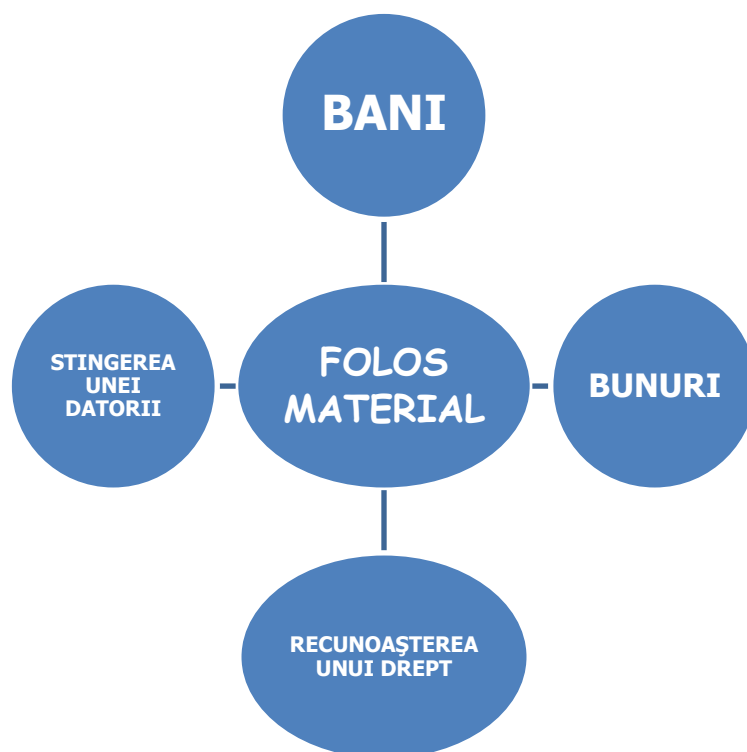 BANI
STINGEREA
UNEI
DATORII
FOLOS
MATERIAL
BUNURI
RECUNOAŞTEREA
UNUI DREPT